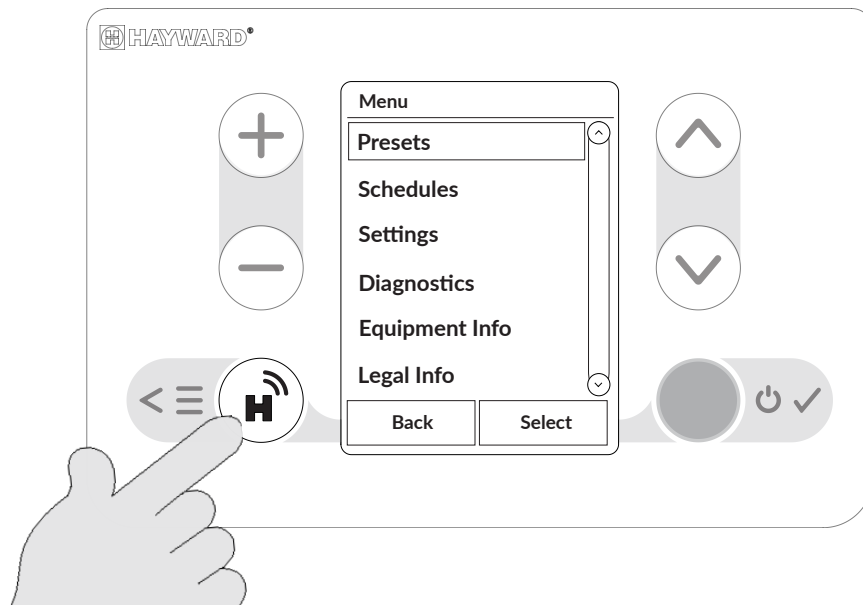 HAYWARD®
Menu
Presets
Schedules
Settings
Diagnostics
Equipment Info
Legal Info
Back Select
H